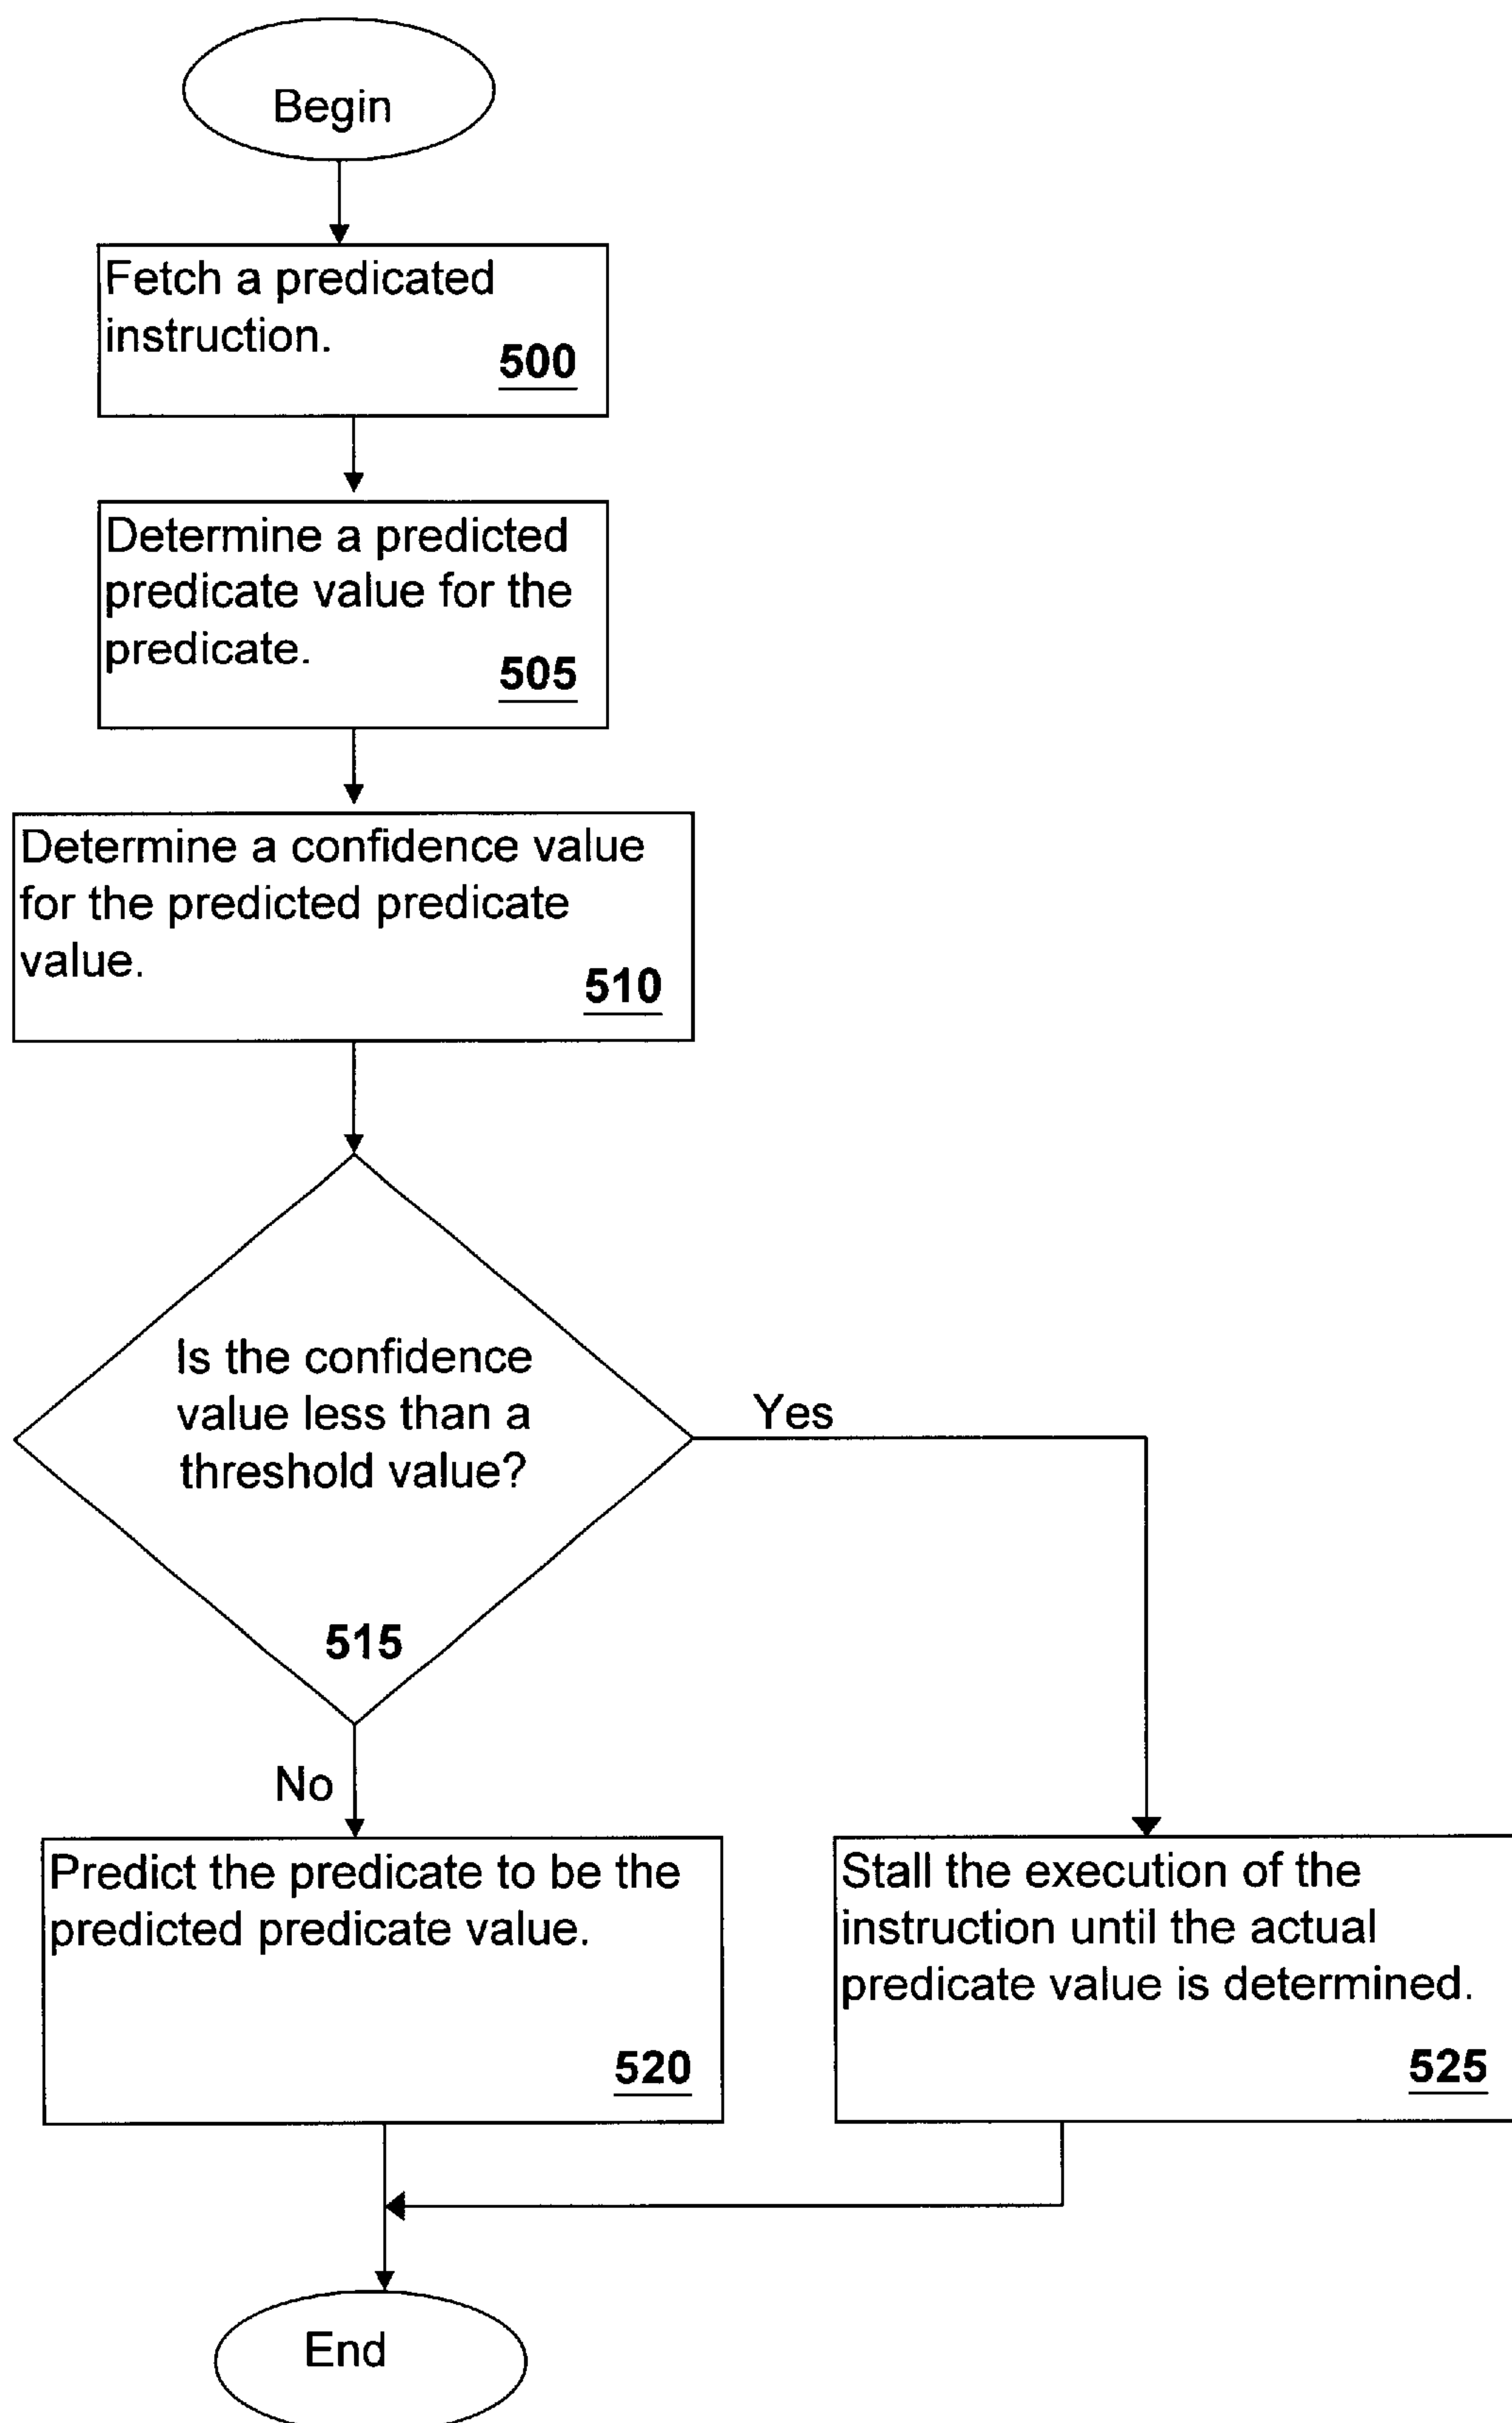 Begin
Fetch a predicated
instruction.
500
Determine a predicted
predicate value for the
predicate.
505
Determine a confidence value
for the predicted predicate
value.
510
Is the confidence
value less than a
threshold value?
515
Yes
No
Predict the predicate to be the
predicted predicate value.
520
Stall the execution of the
instruction until the actual
predicate value is determined.
525
End